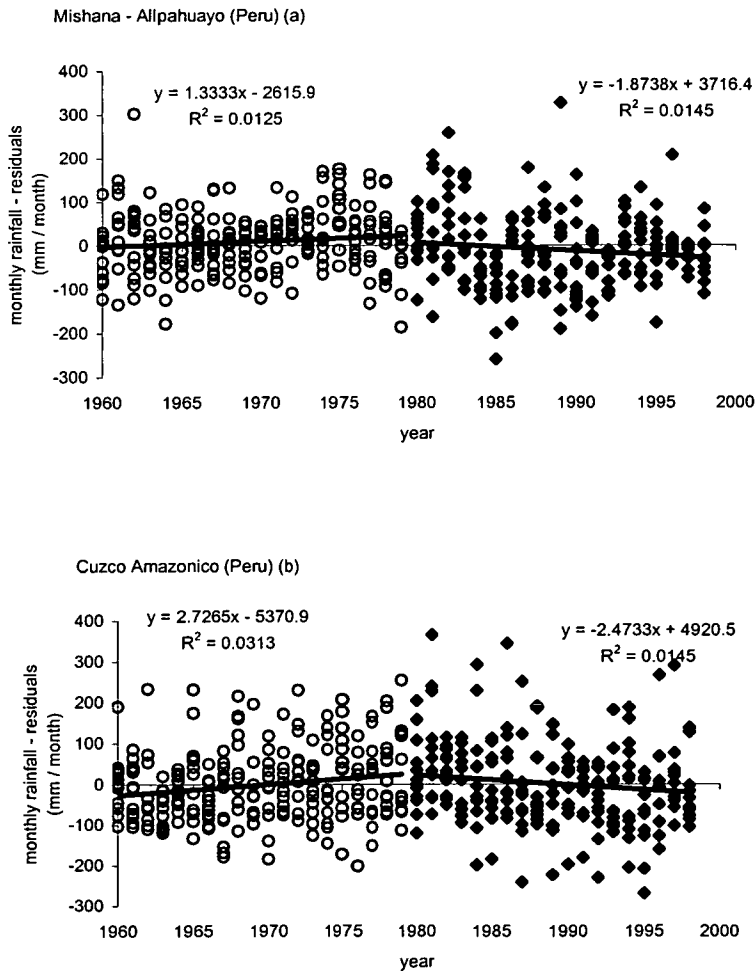 Mishana - Allpahuayo (Peru) (a)
y = 1.3333x - 2615.9
R² = 0.0125
y = -1.8738x + 3716.4
R² = 0.0145
monthly rainfall - residuals
(mm / month)
400
300
200
100
0
-100
-200
-300
1960 1965 1970 1975 1980 1985 1990 1995 2000
year
Cuzco Amazonico (Peru) (b)
y = 2.7265x - 5370.9
R² = 0.0313
y = -2.4733x + 4920.5
R² = 0.0145
monthly rainfall - residuals
(mm / month)
400
300
200
100
0
-100
-200
-300
1960 1965 1970 1975 1980 1985 1990 1995 2000
year